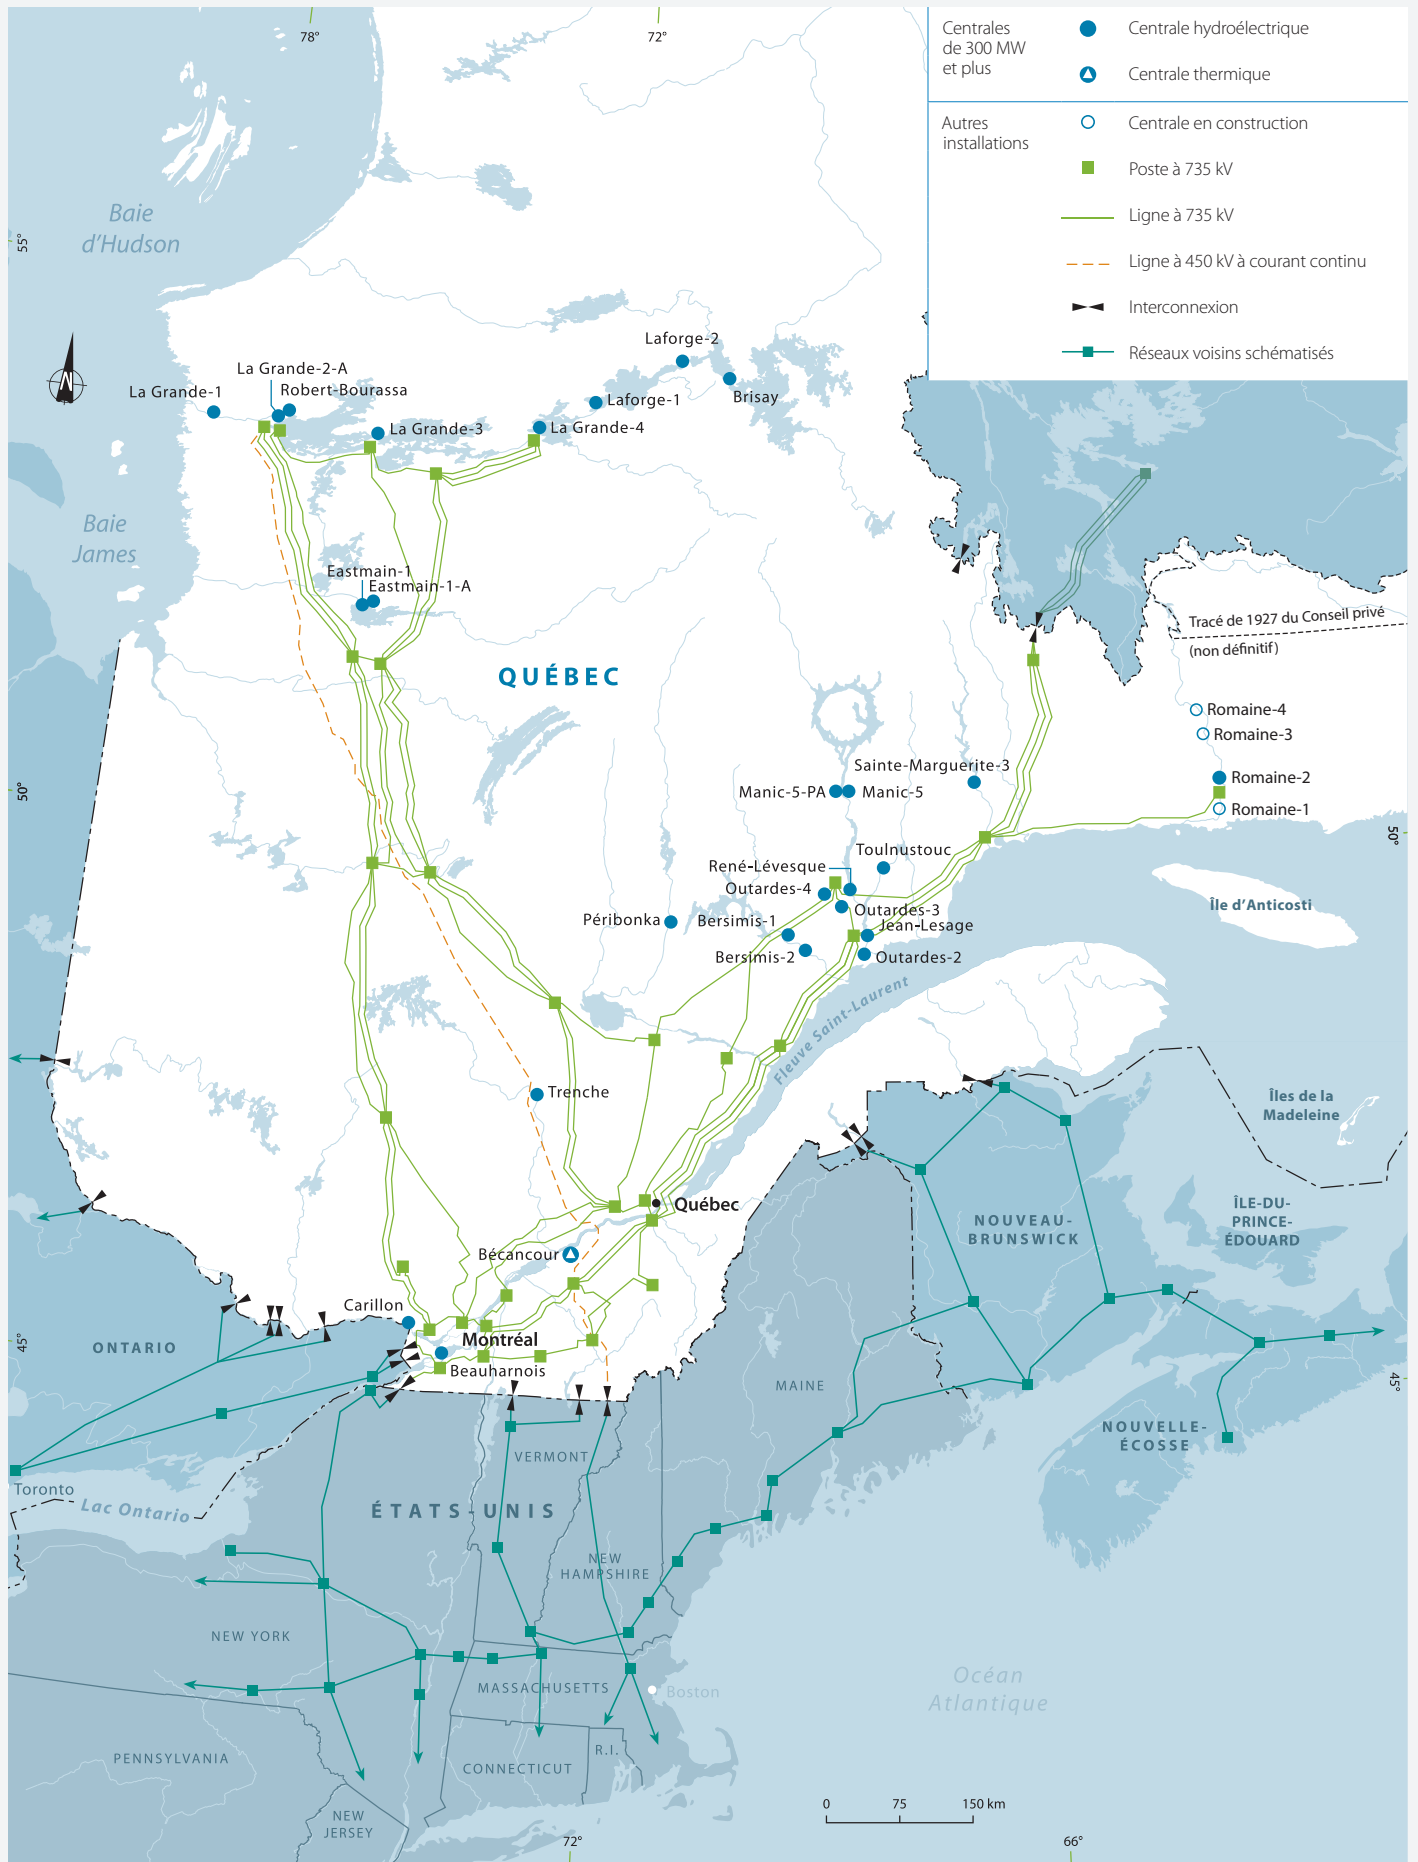 78°
72°
Centrales
de 300 MW
et plus
Centrale hydroélectrique
Centrale thermique
Autres
installations
Centrale en construction
Poste à 735 kV
Ligne à 735 kV
Ligne à 450 kV à courant continu
Interconnexion
Réseaux voisins schématisés
Baie
d'Hudson
55°
N
Laforge-2
La Grande-2-A
La Grande-1
Robert-Bourassa
Brisay
Laforge-1
La Grande-3
La Grande-4
Baie
James
Eastmain-1
Eastmain-1-A
Tracé de 1927 du Conseil privé
(non définitif)
QUÉBEC
Romaine-4
Romaine-3
Sainte-Marguerite-3
Romaine-2
50°
Manic-5-PA
Manic-5
Romaine-1
50°
Toulnustouc
René-Lévesque
Outardes-4
Île d'Anticosti
Outardes-3
Péribonka
Bersimis-1
Jean-Lesage
Bersimis-2
Outardes-2
Fleuve Saint-Laurent
Trenche
Îles de la
Madeleine
Québec
ÎLE-DU-
PRINCE-
ÉDOUARD
NOUVEAU-
BRUNSWICK
Bécancour
Carillon
45°
ONTARIO
Montréal
Beauharnois
45°
MAINE
NOUVELLE-
ÉCOSSE
VERMONT
Toronto
Lac Ontario
ÉTATS-UNIS
NEW
HAMPSHIRE
NEW YORK
Océan
Atlantique
MASSACHUSETTS
Boston
R.I.
PENNSYLVANIA
CONNECTICUT
0
75
150 km
NEW
JERSEY
72°
66°